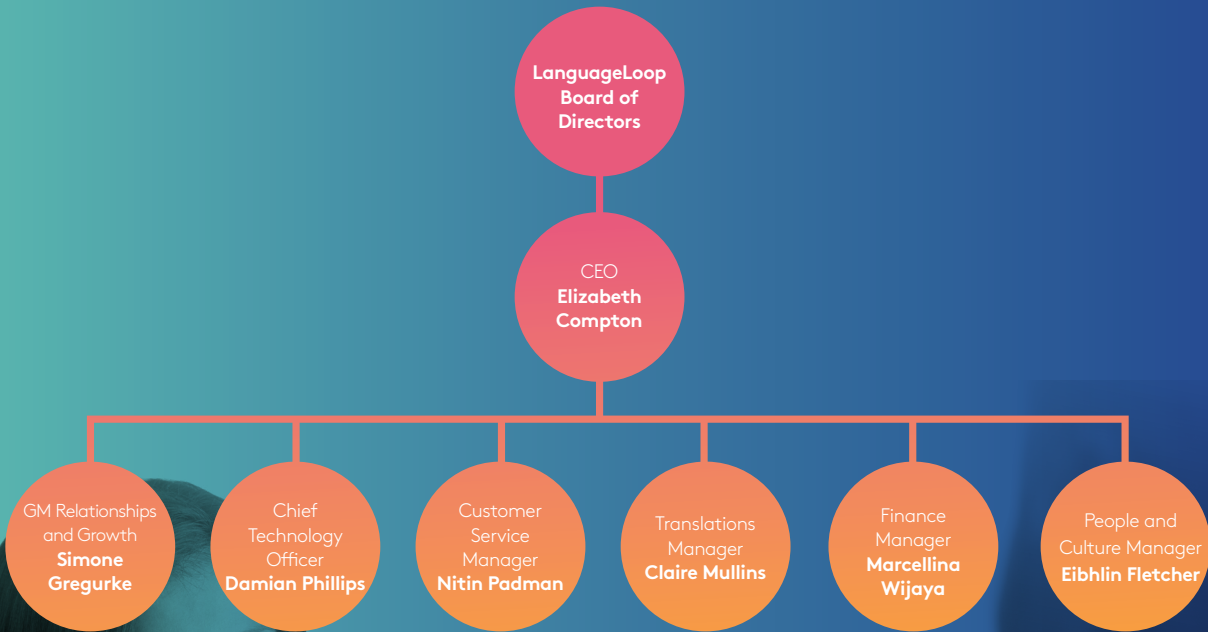 LanguageLoop
Board of
Directors
CEO
Elizabeth
Compton
GM Relationships
and Growth
Simone
Gregurke
Chief
Technology
Officer
Damian Phillips
Customer
Service
Manager
Nitin Padman
Translations
Manager
Claire Mullins
Finance
Manager
Marcellina
Wijaya
People and
Culture Manager
Eibhlin Fletcher